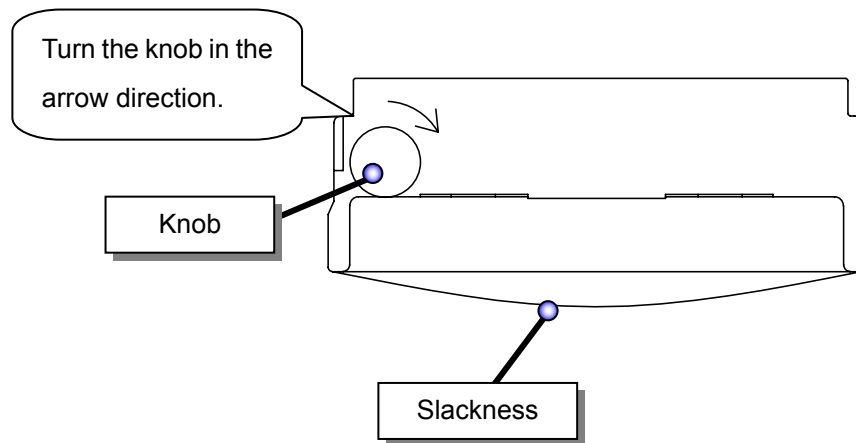 Turn the knob in the
arrow direction.
Knob
Slackness